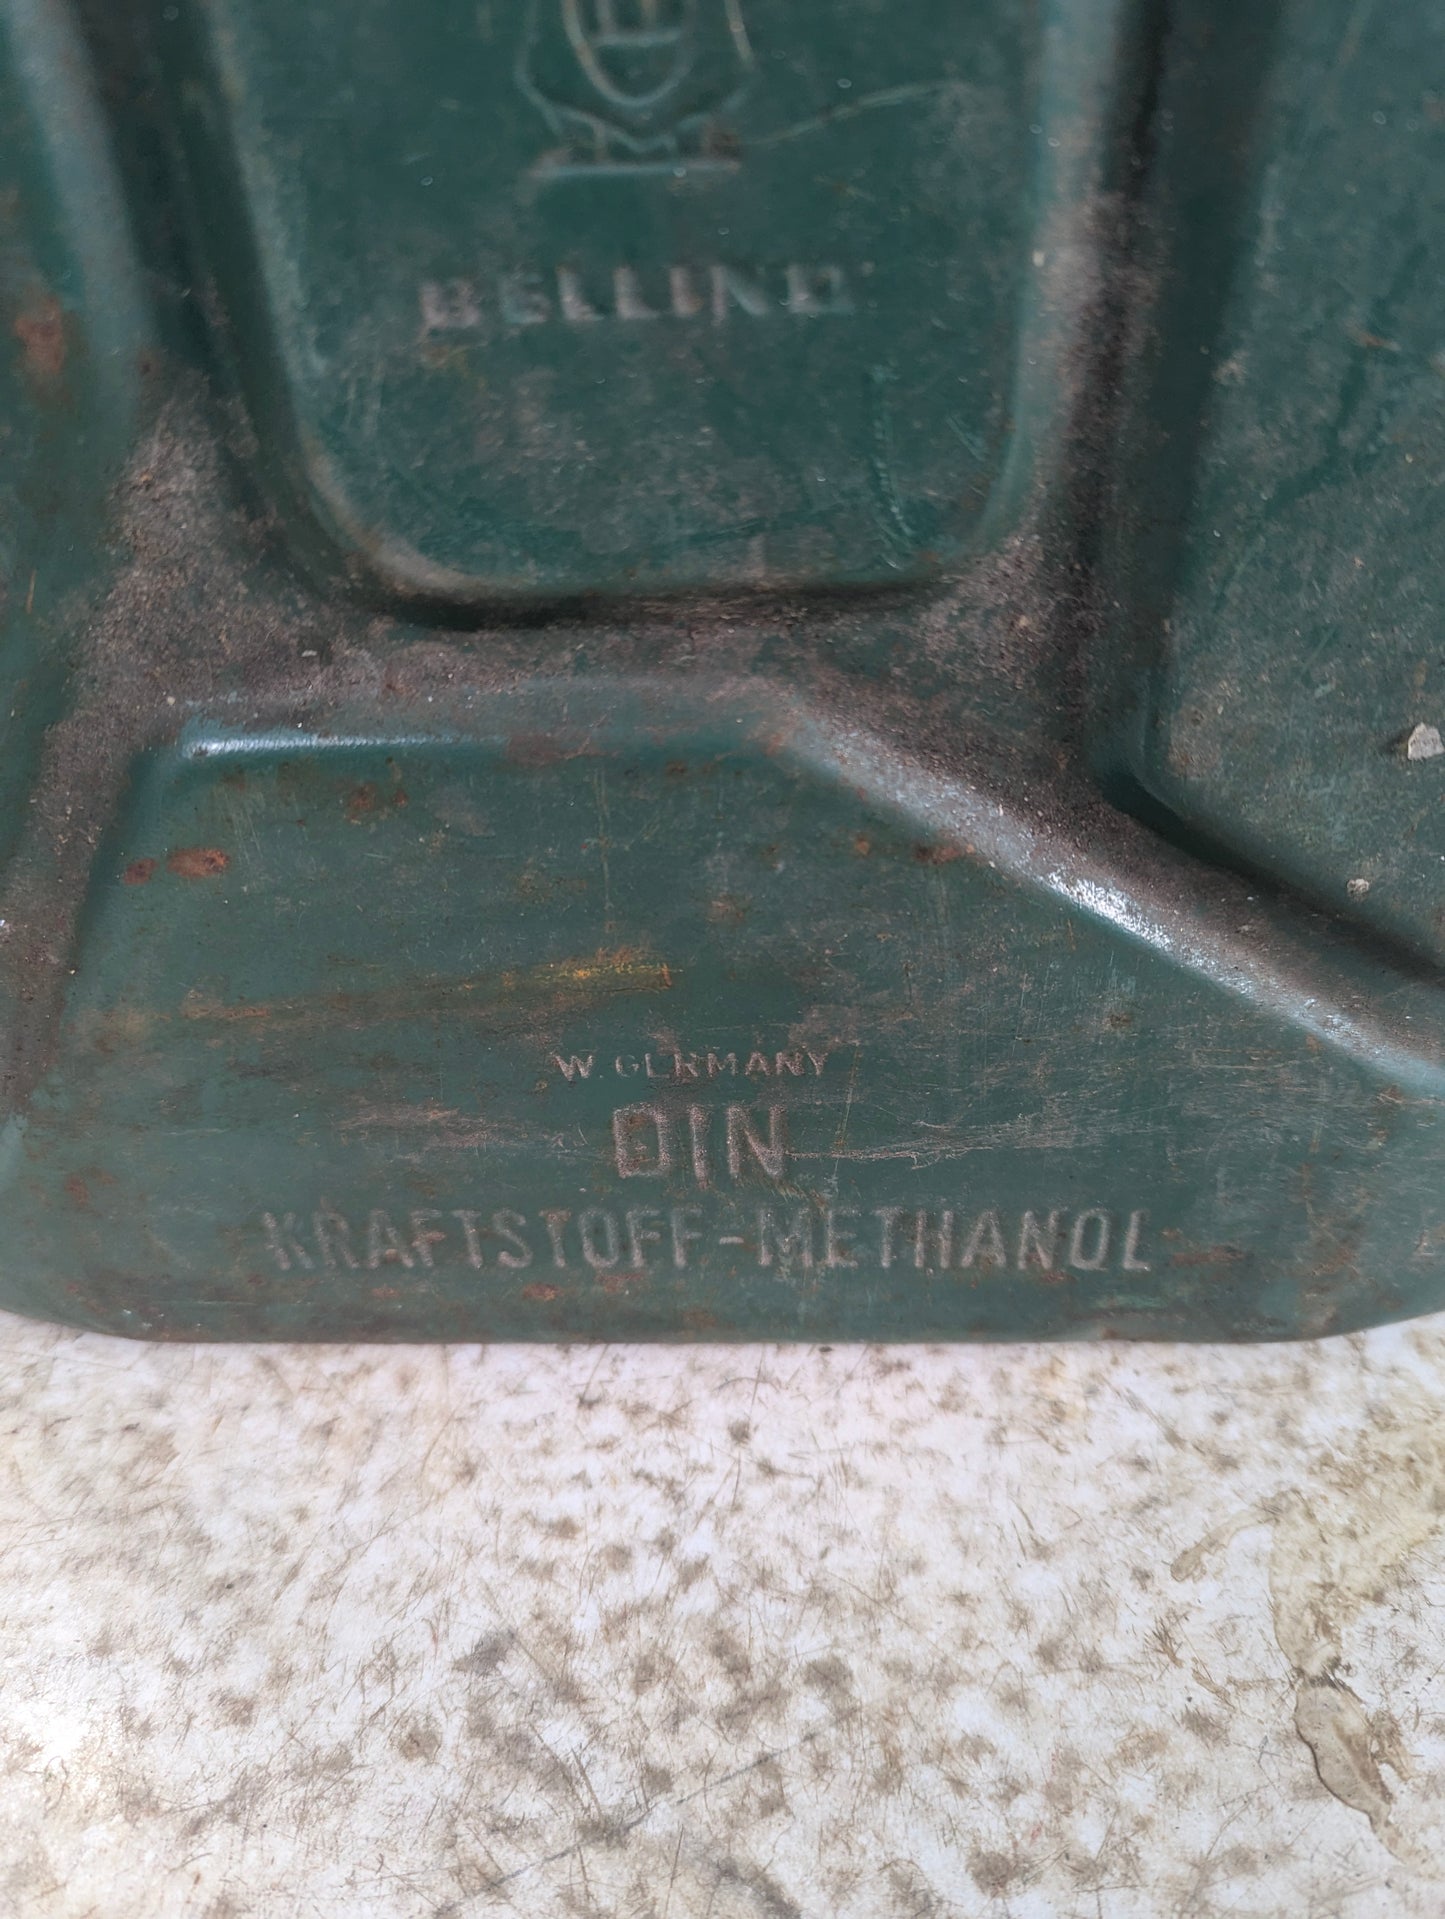 BELLINO
W. GERMANY
DIN
KRAFTSTOFF-METHANOL